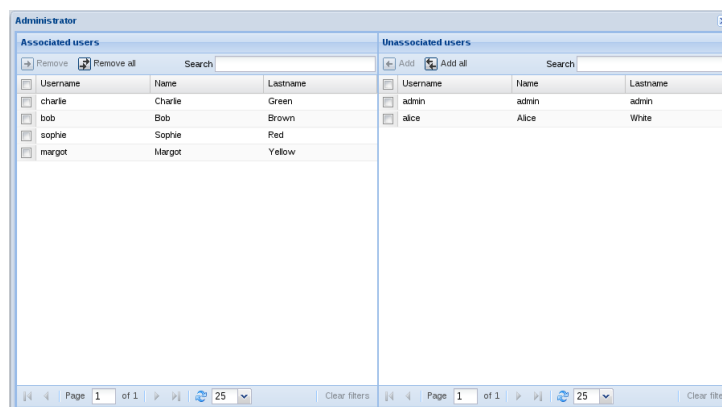 Administrator
Associated users
Remove Remove all Search
Username Name Lastname
charlie Charlie Green
bob Bob Brown
sophie Sophie Red
margot Margot Yellow
Page 1 of 1 25 Clear filters
Unassociated users
Add Add all Search
Username Name Lastname
admin admin admin
alice Alice White
Page 1 of 1 25 Clear filte